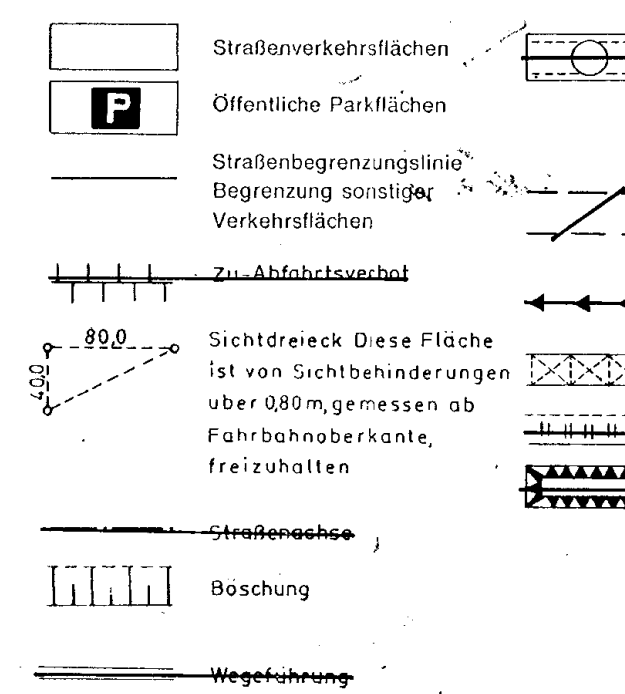 Straßenverkehrsflächen
P
Öffentliche Parkflächen
Straßenbegrenzungslinie
Begrenzung sonstiger
Verkehrsflächen
Zu-Abfahrtsverbot
80,0
40,0
Sichtdreieck Diese Fläche
ist von Sichtbehinderungen
uber 0,80m, gemessen ab
Fahrbahnoberkante,
freizuhalten
Straßenachse
Böschung
Wegeführung